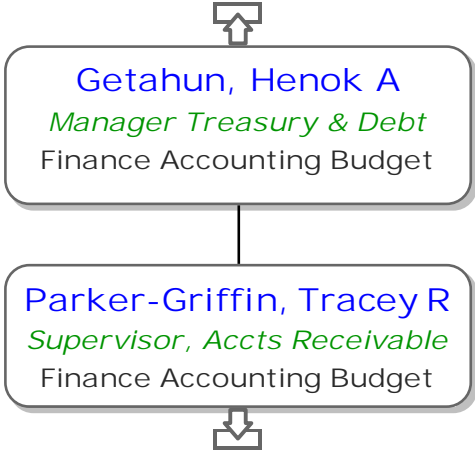 Getahun, Henok A
Manager Treasury & Debt
Finance Accounting Budget
Parker-Griffin, Tracey R
Supervisor, Accts Receivable
Finance Accounting Budget